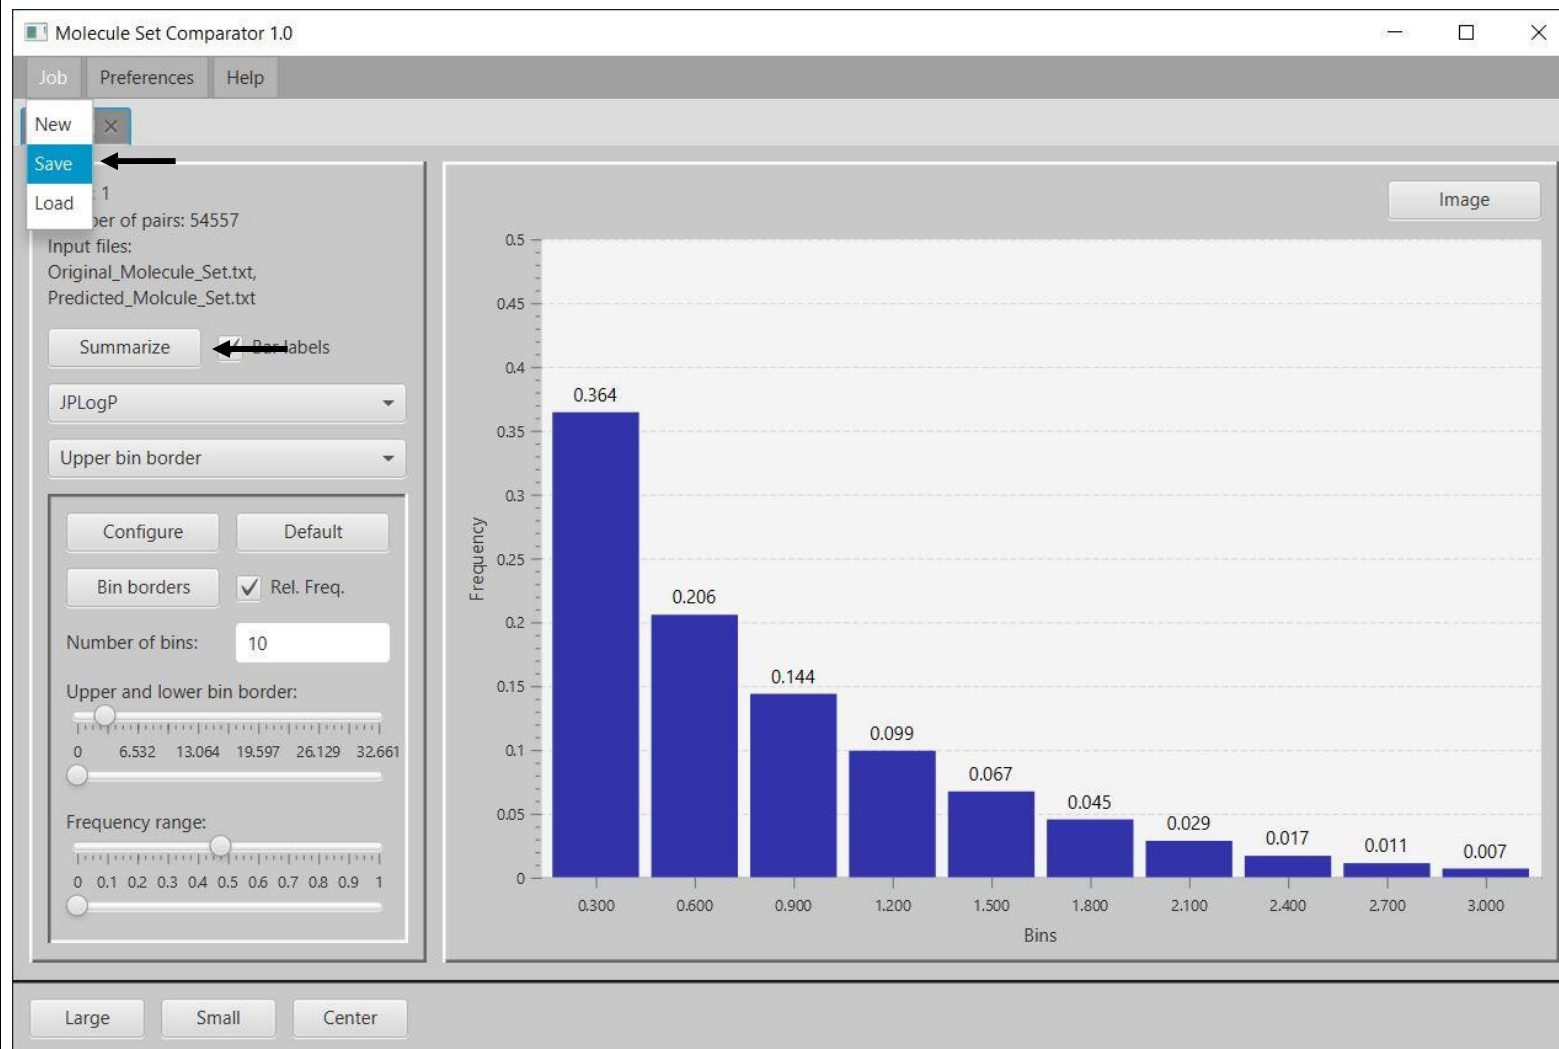 Molecule Set Comparator 1.0
Job Preferences Help
New
Save
Load
: 1
er of pairs: 54557
Input files:
Original_Molecule_Set.txt,
Predicted_Molcule_Set.txt
Summarize Bar labels
JPLogP
Upper bin border
Configure Default
Bin borders Rel. Freq.
Number of bins: 10
Upper and lower bin border:
0 6.532 13.064 19.597 26.129 32.661
Frequency range:
0 0.1 0.2 0.3 0.4 0.5 0.6 0.7 0.8 0.9 1
Image
Frequency
0.5
0.45
0.4
0.35
0.3
0.25
0.2
0.15
0.1
0.05
0
0.364
0.206
0.144
0.099
0.067
0.045
0.029
0.017
0.011
0.007
0.300 0.600 0.900 1.200 1.500 1.800 2.100 2.400 2.700 3.000
Bins
Large Small Center